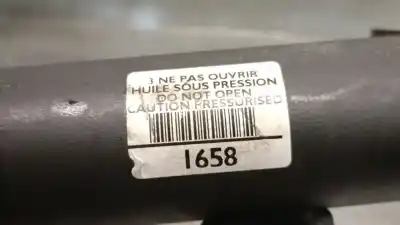 3 NE PAS OUVRIR
HUILE SOUS PRESSION
DO NOT OPEN
CAUTION PRESSURISED
1658